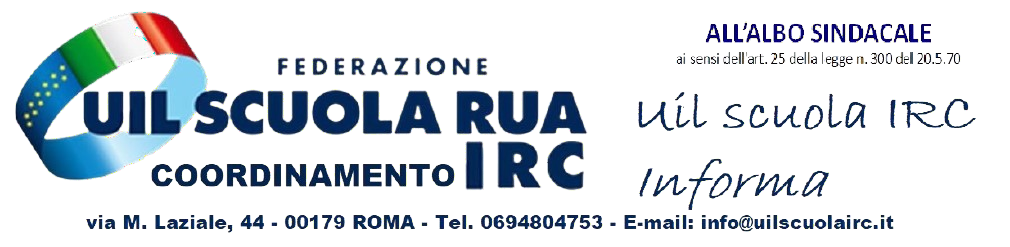 FEDERAZIONE
UIL SCUOLA RUA
COORDINAMENTO IRC
ALL'ALBO SINDACALE
ai sensi dell'art. 25 della legge n. 300 del 20.5.70
Uil scuola IRC
Informa
via M. Laziale, 44 - 00179 ROMA - Tel. 0694804753 - E-mail: info@uilscuolairc.it